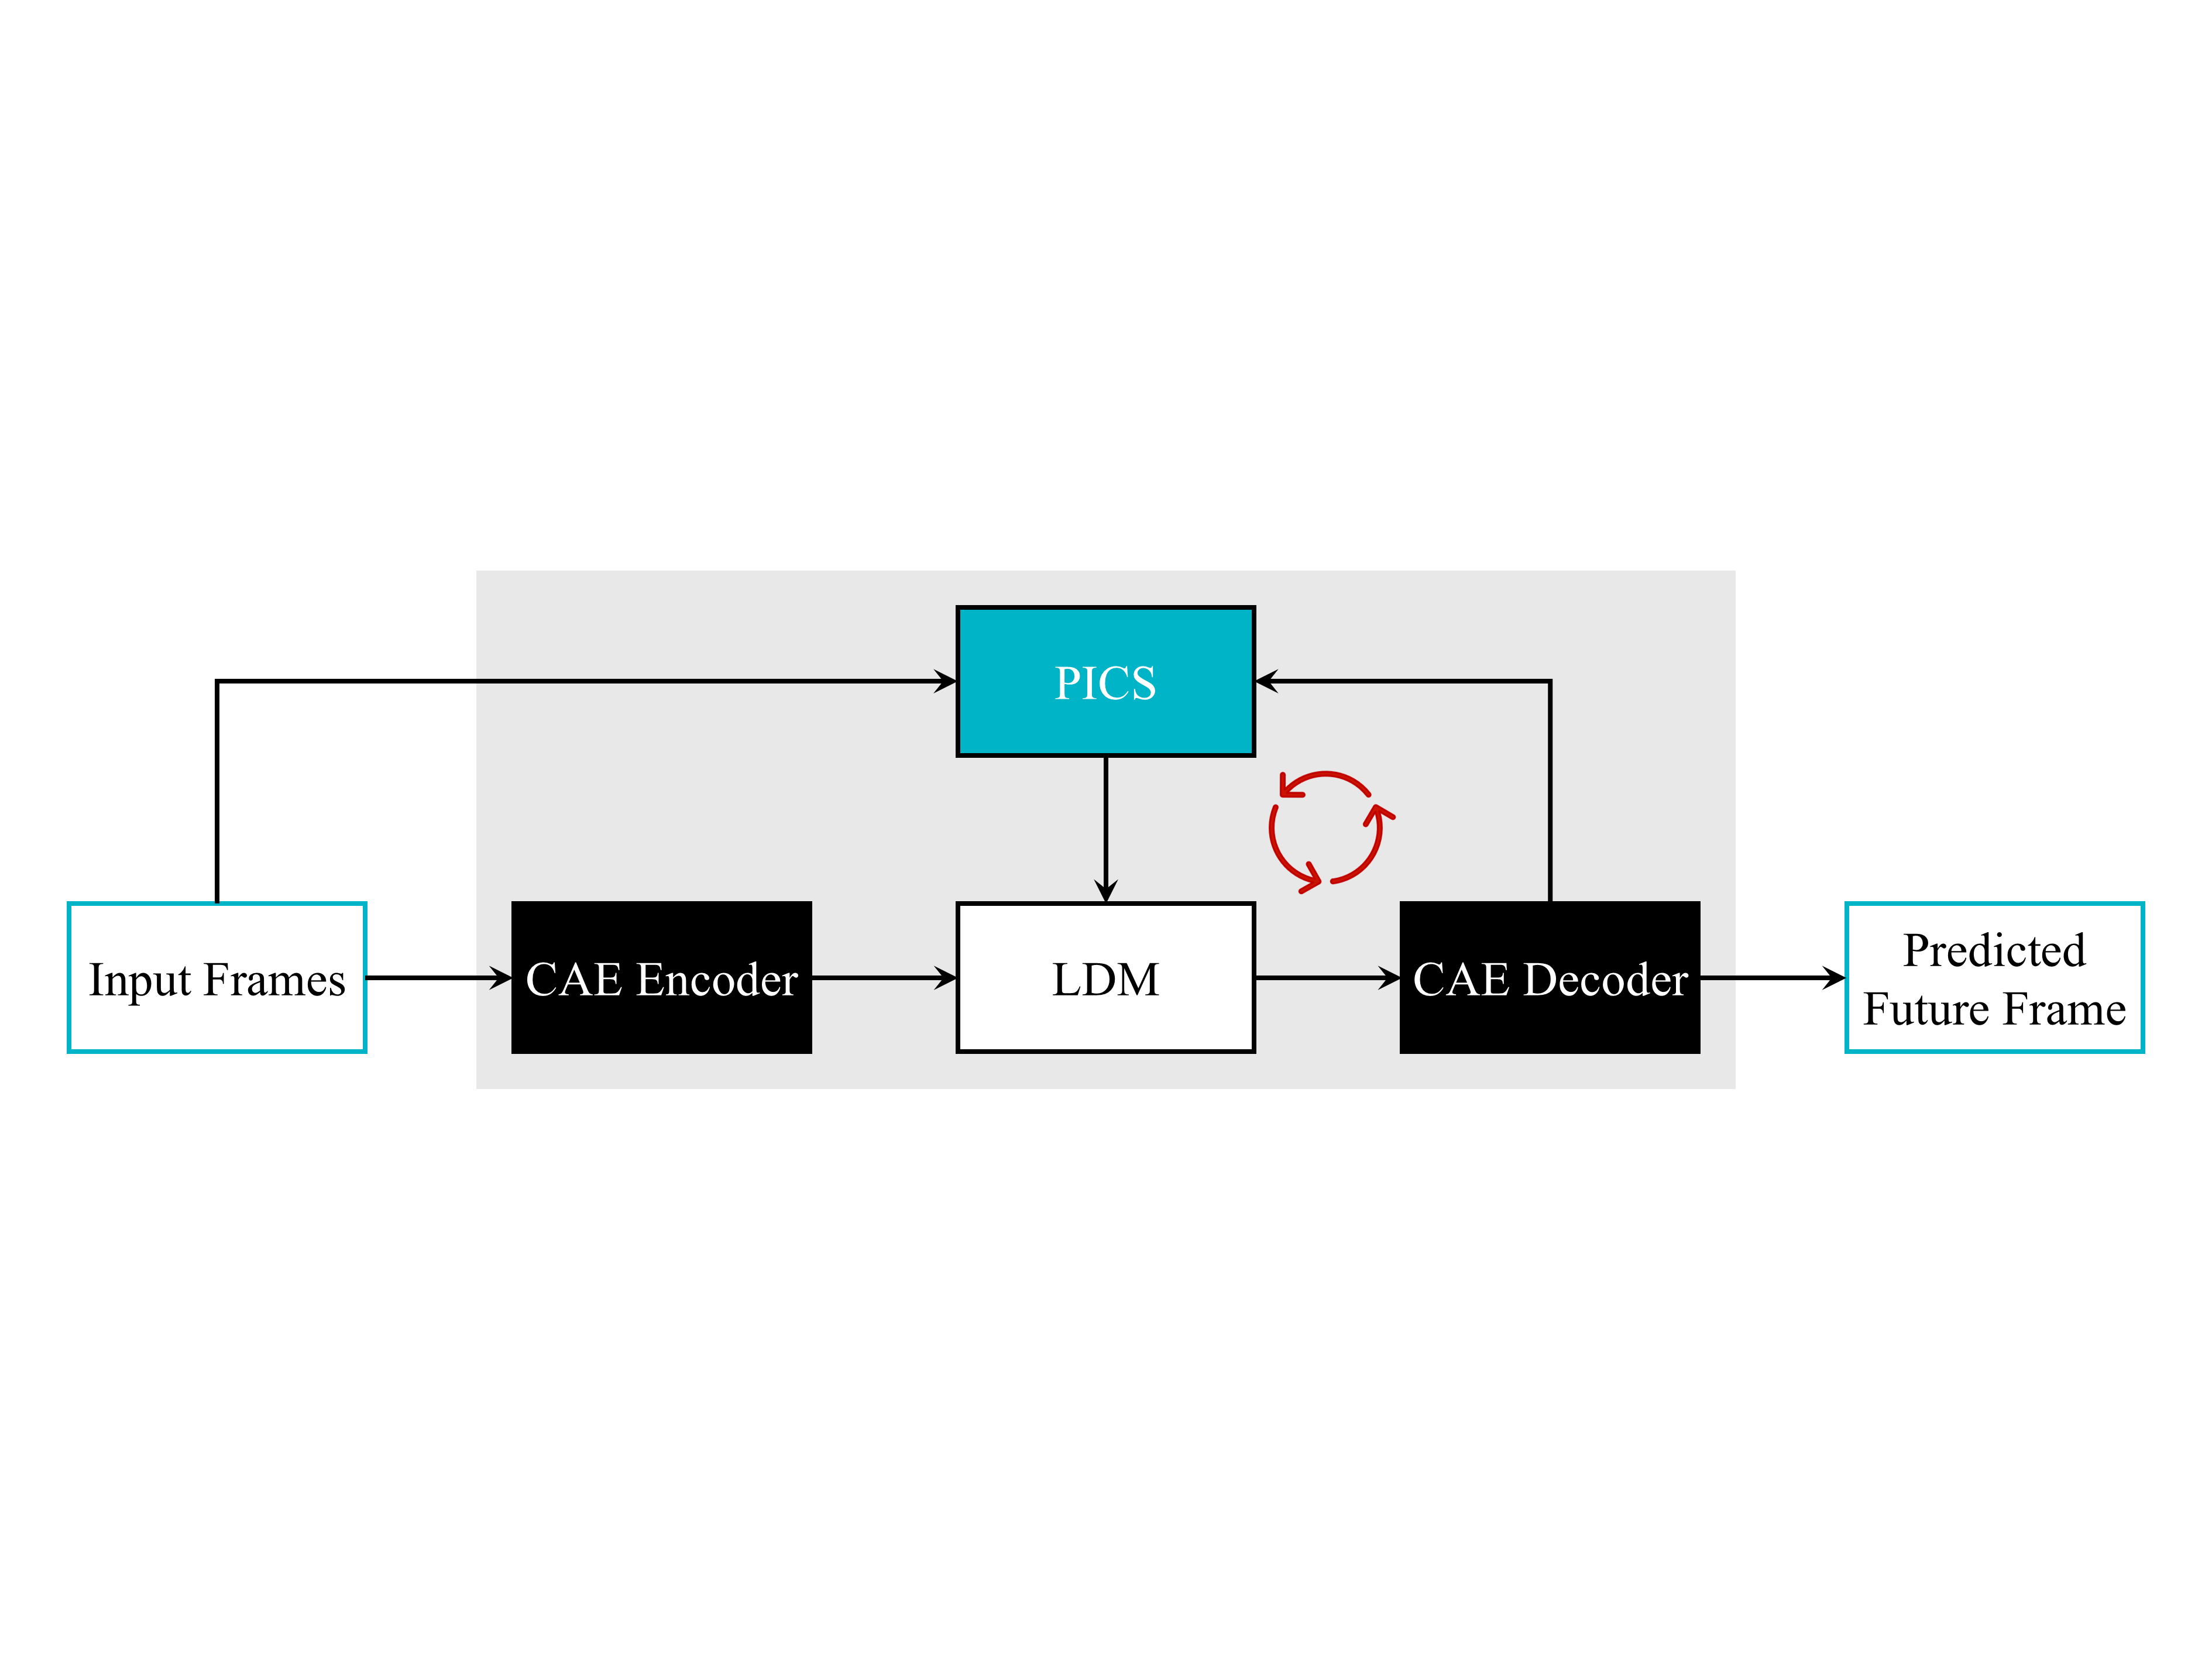 PICS
Input Frames
CAE Encoder
LDM
CAE Decoder
Predicted
Future Frame